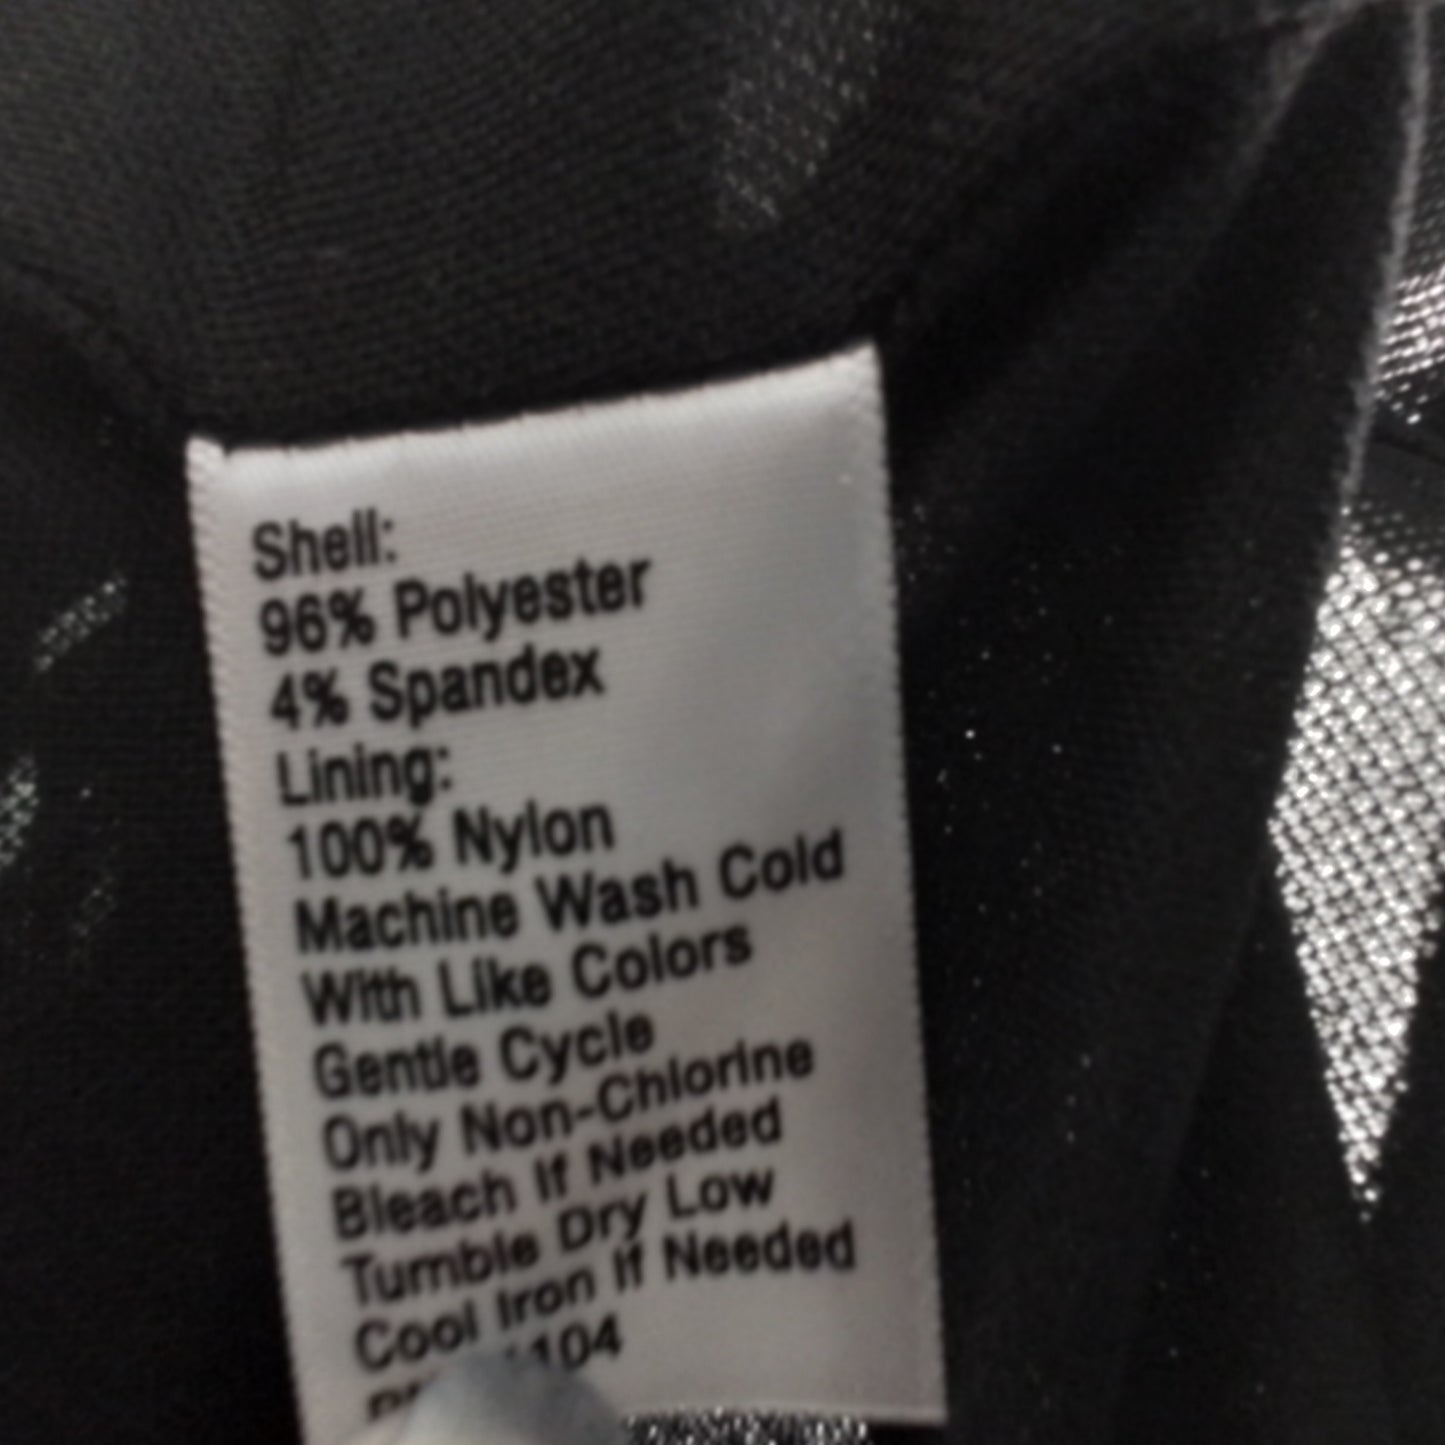 Shell:
96% Polyester
4% Spandex
Lining:
100% Nylon
Machine Wash Cold
With Like Colors
Gentle Cycle
Only Non-Chlorine
Bleach If Needed
Tumble Dry Low
Cool Iron If Needed